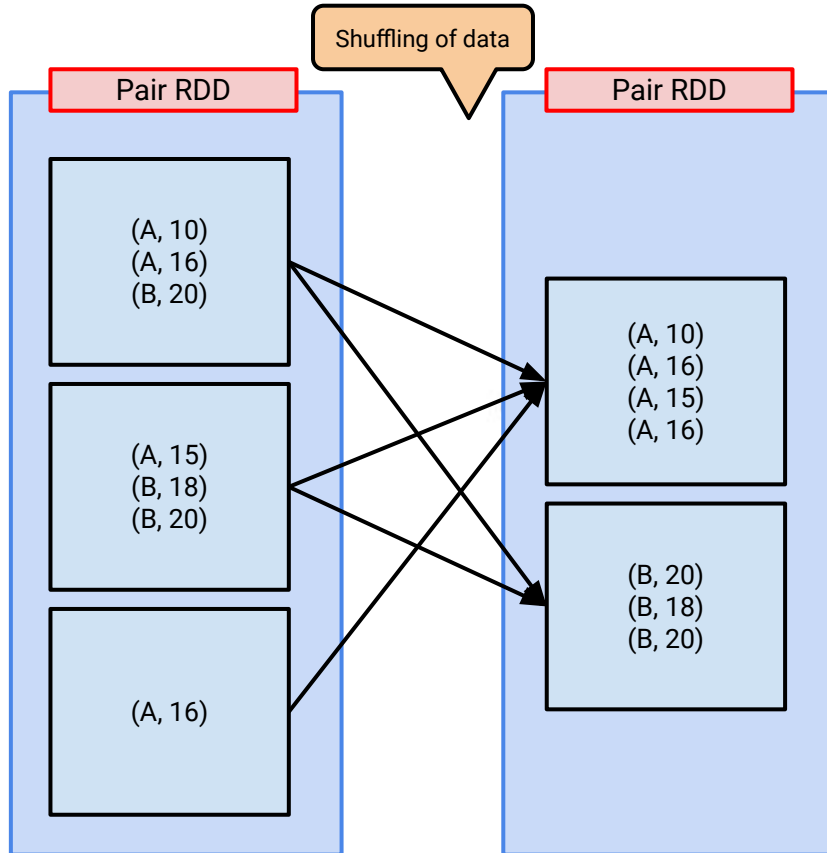 Shuffling of data
Pair RDD
(A, 10)
(A, 16)
(B, 20)
(A, 15)
(B, 18)
(B, 20)
(A, 16)
Pair RDD
(A, 10)
(A, 16)
(A, 15)
(A, 16)
(B, 20)
(B, 18)
(B, 20)